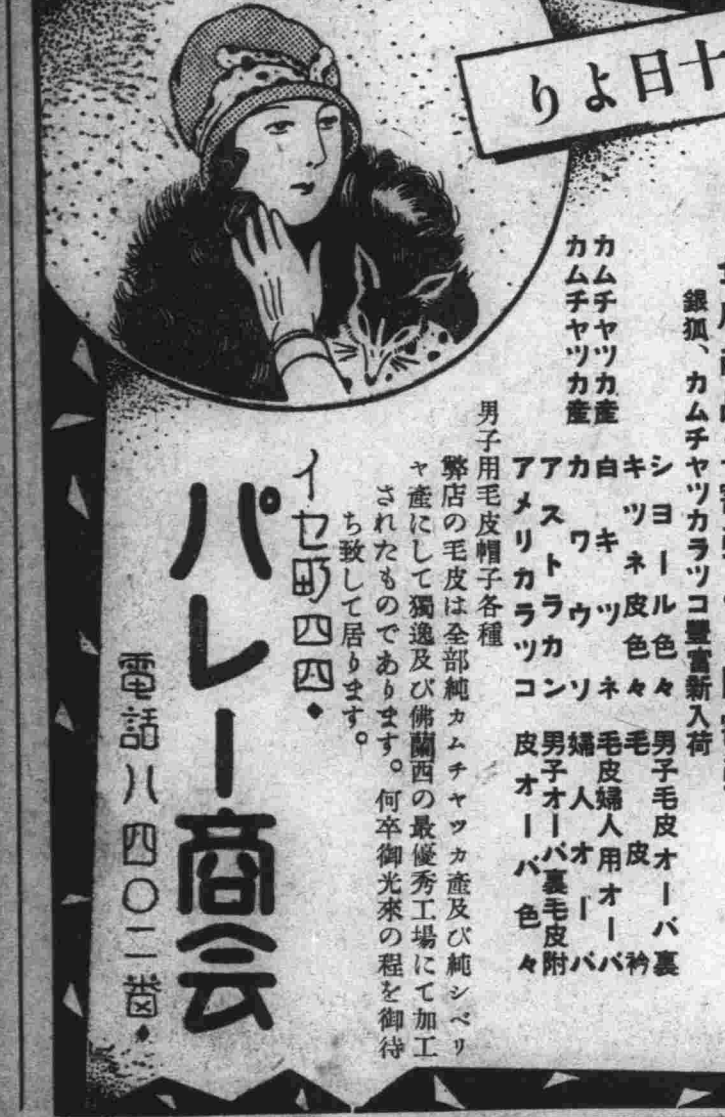 十日より
銀狐、カムチヤツカラツコ豐富新入荷
シヨール色々 男子毛皮オーバ裏
キツネ皮色々 毛皮衿
カムチヤツカ産 白キツネ 毛皮婦人用オーバ
カムチヤツカ産 カワウソ 婦人オーバ
アストラカン 男子オーバ裏毛皮附
アメリカラツコ 皮オーバ色々
男子用毛皮帽子各種
弊店の毛皮は全部純カムチヤツカ産及び純シベリ
ヤ產にして獨逸及び佛蘭西の最優秀工場にて加工
されたものであります。何卒御光來の程を御待
ち致して居ります。
イセ町四四◆
パレー商会
電話八四〇二番◆